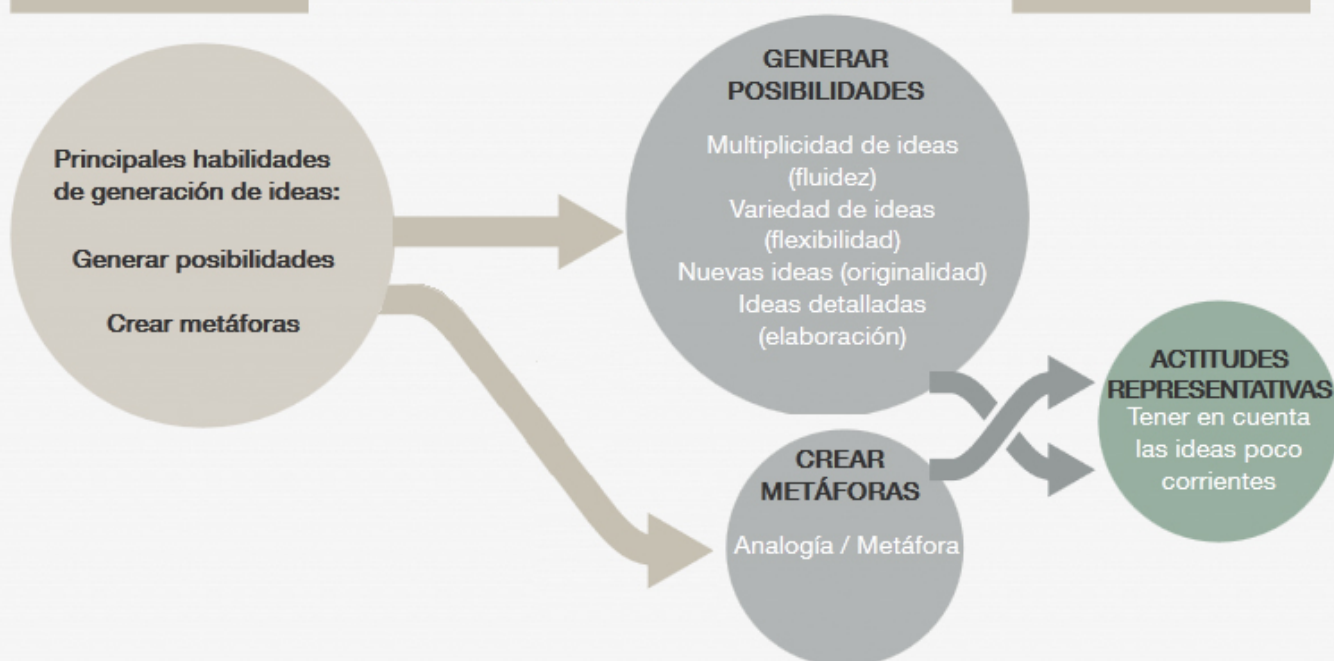 Principales habilidades
de generación de ideas:
Generar posibilidades
Crear metáforas
GENERAR
POSIBILIDADES
Multiplicidad de ideas
(fluidez)
Variedad de ideas
(flexibilidad)
Nuevas ideas (originalidad)
Ideas detalladas
(elaboración)
CREAR
METÁFORAS
Analogía / Metáfora
ACTITUDES
REPRESENTATIVAS
Tener en cuenta
las ideas poco
corrientes